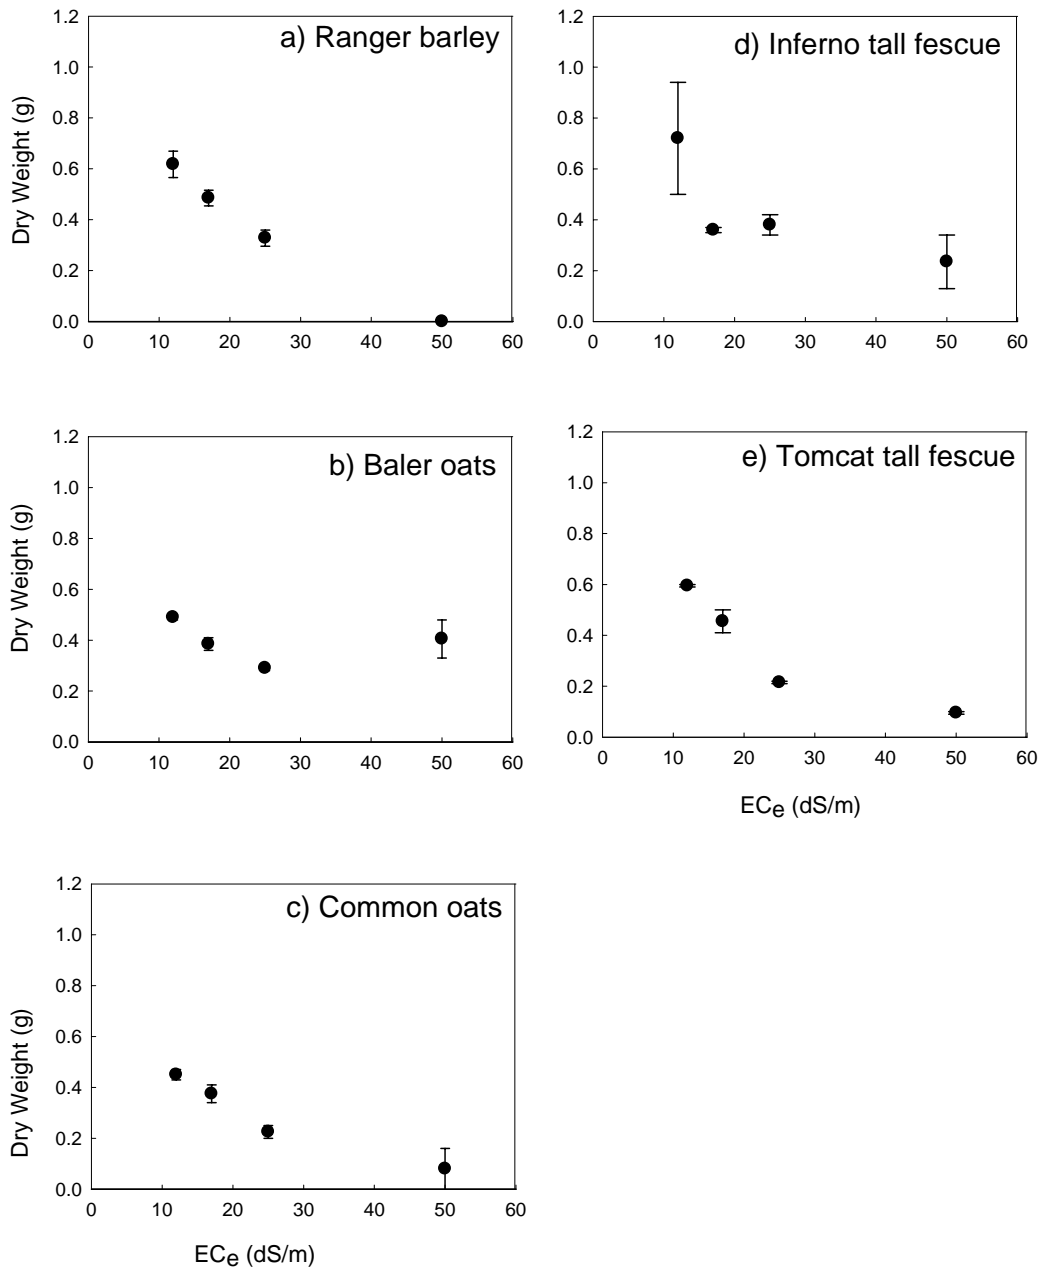 a) Ranger barley
Dry Weight (g)
1.2
1.0
0.8
0.6
0.4
0.2
0.0
0 10 20 30 40 50 60
d) Inferno tall fescue
1.2
1.0
0.8
0.6
0.4
0.2
0.0
0 10 20 30 40 50 60
b) Baler oats
Dry Weight (g)
1.2
1.0
0.8
0.6
0.4
0.2
0.0
0 10 20 30 40 50 60
e) Tomcat tall fescue
1.2
1.0
0.8
0.6
0.4
0.2
0.0
0 10 20 30 40 50 60
ECe (dS/m)
c) Common oats
Dry Weight (g)
1.2
1.0
0.8
0.6
0.4
0.2
0.0
0 10 20 30 40 50 60
ECe (dS/m)